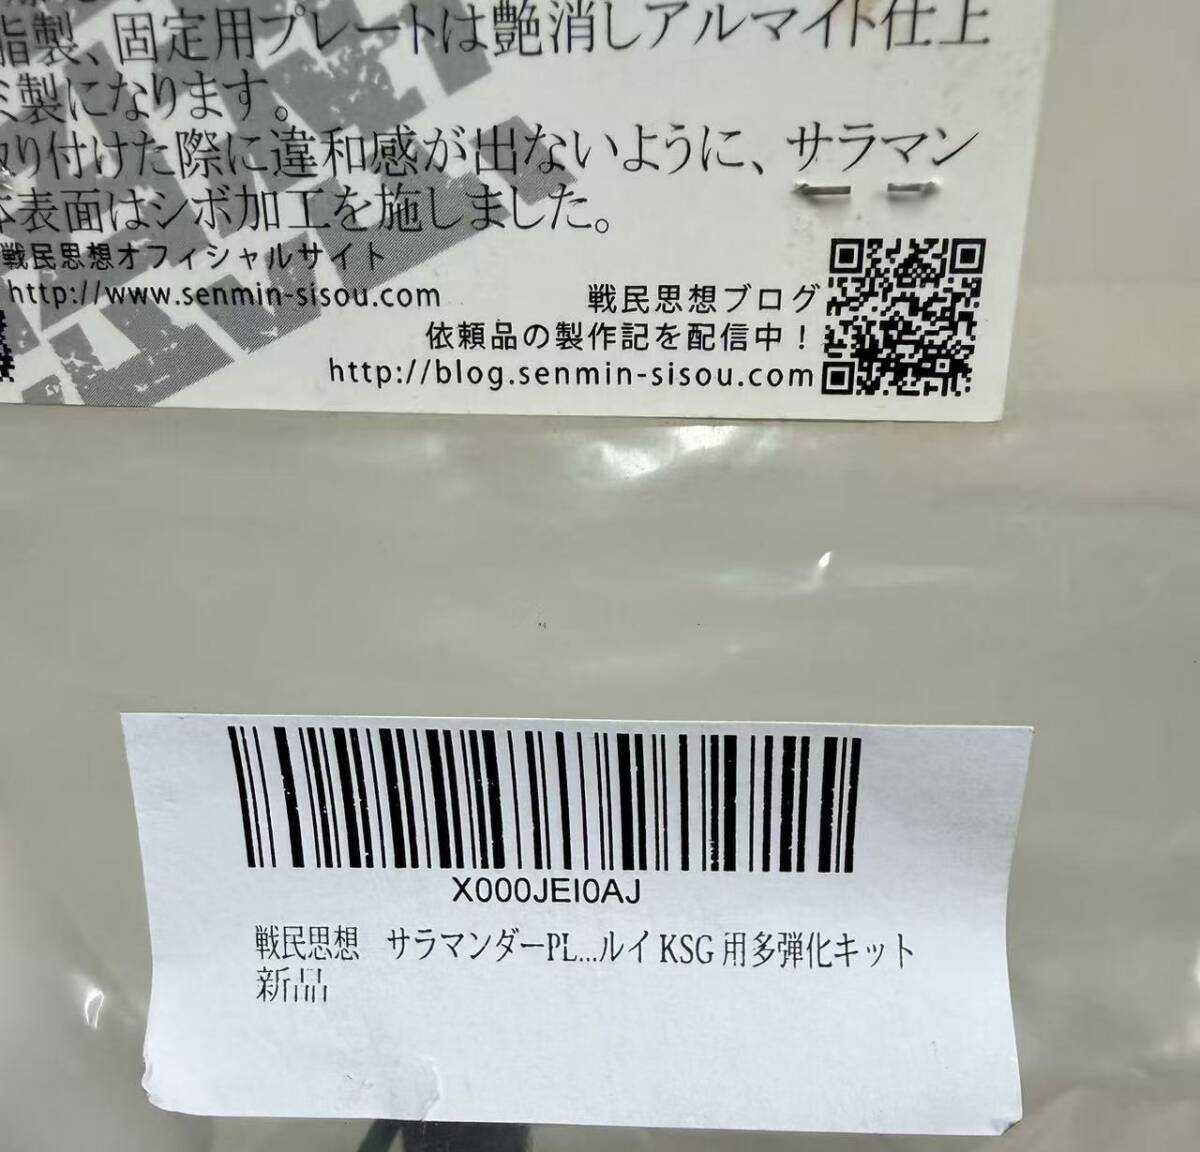 脂製、固定用プレートは艶消しアルマイト仕上
ミ製になります。
取り付けた際に違和感が出ないように、サラマン
体表面はシボ加工を施しました。
戦民思想オフィシャルサイト
http://www.senmin-sisou.com
戦民思想ブログ
依頼品の製作記を配信中！
http://blog.senmin-sisou.com
X000JEI0AJ
戦民思想　サラマンダーPL...ルイ KSG 用多弾化キット
新品